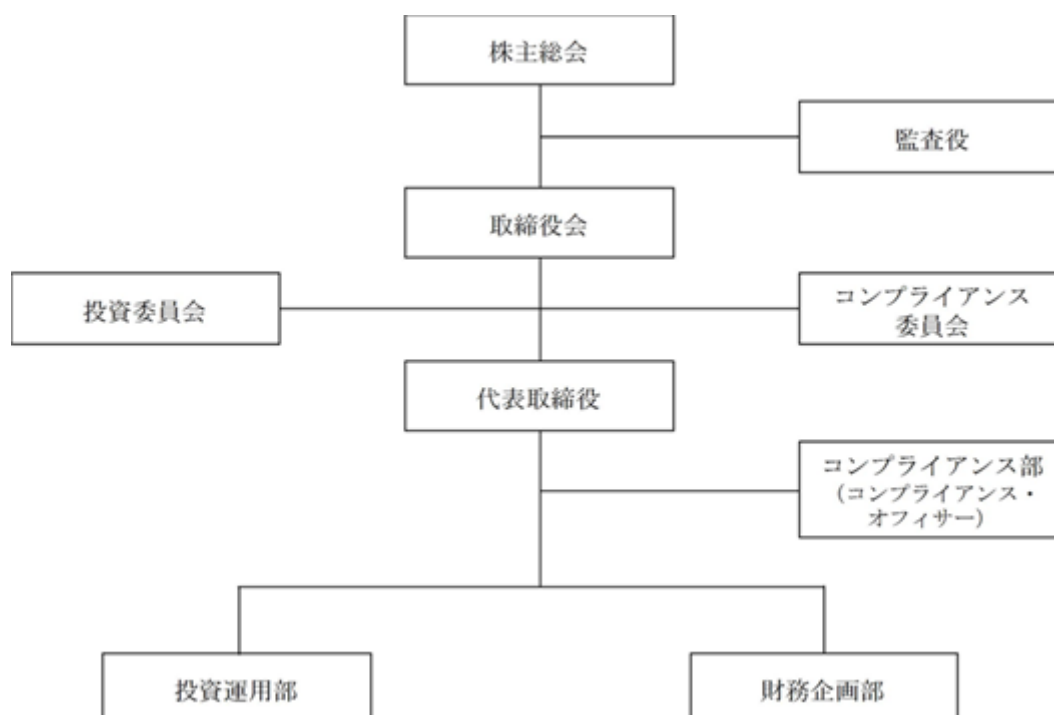 株主総会
監査役
取締役会
投資委員会
コンプライアンス
委員会
代表取締役
コンプライアンス部
（コンプライアンス・
オフィサー）
投資運用部
財務企画部